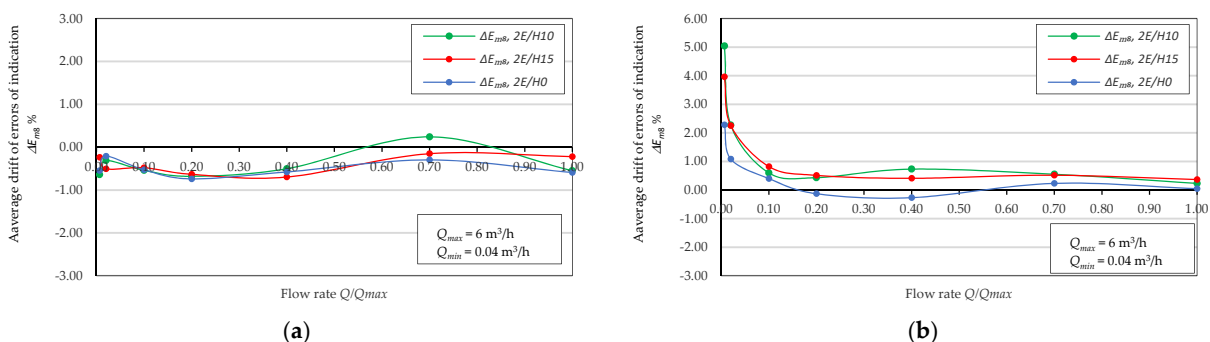 3.00
2.00
1.00
0.00
-1.00
-2.00
-3.00
Aaverage drift of errors of indication
ΔEm8 %
ΔEm8, 2E/H10
ΔEm8, 2E/H15
ΔEm8, 2E/H0
0.00 0.10 0.20 0.30 0.40 0.50 0.60 0.70 0.80 0.90 1.00
Qmax = 6 m³/h
Qmin = 0.04 m³/h
Flow rate Q/Qmax
(a)
6.00
5.00
4.00
3.00
2.00
1.00
0.00
-1.00
-2.00
-3.00
Aaverage drift of errors of indication
ΔEm8 %
ΔEm8, 2E/H10
ΔEm8, 2E/H15
ΔEm8, 2E/H0
0.00 0.10 0.20 0.30 0.40 0.50 0.60 0.70 0.80 0.90 1.00
Qmax = 6 m³/h
Qmin = 0.04 m³/h
Flow rate Q/Qmax
(b)